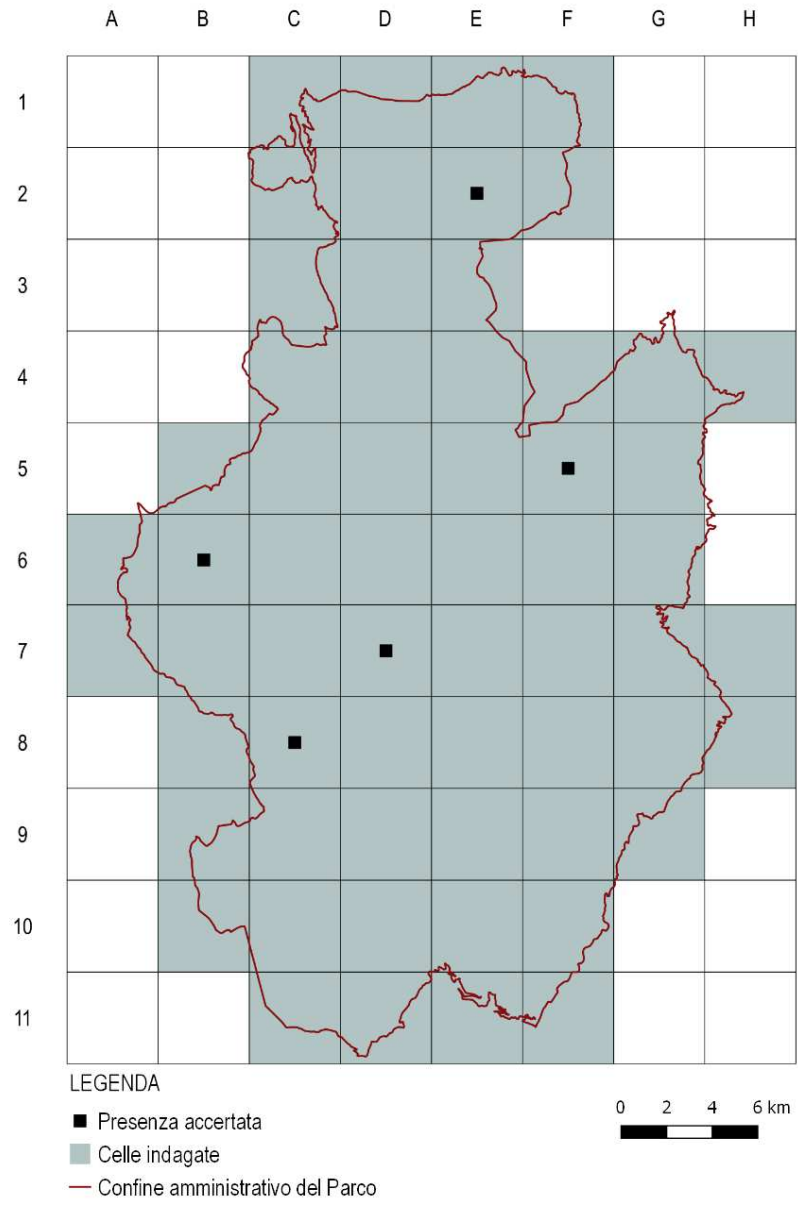 A B C D E F G H
1
2
3
4
5
6
7
8
9
10
11
LEGENDA
Presenza accertata
Celle indagate
Confine amministrativo del Parco
0 2 4 6 km